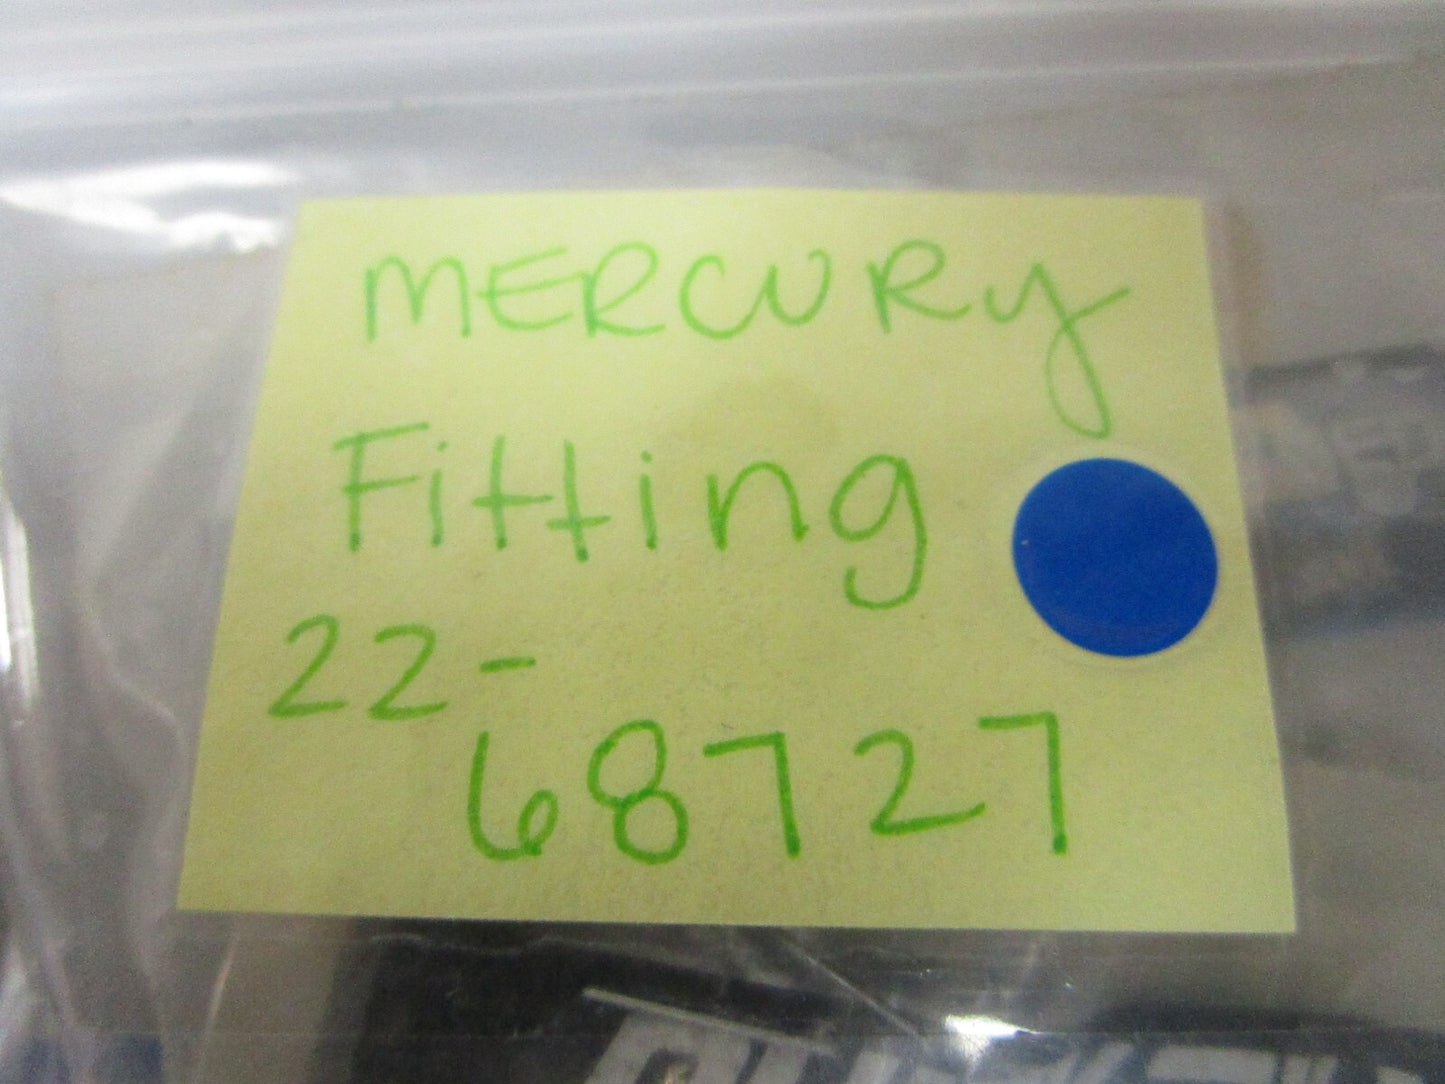 MERCURY
Fitting
22-
68727